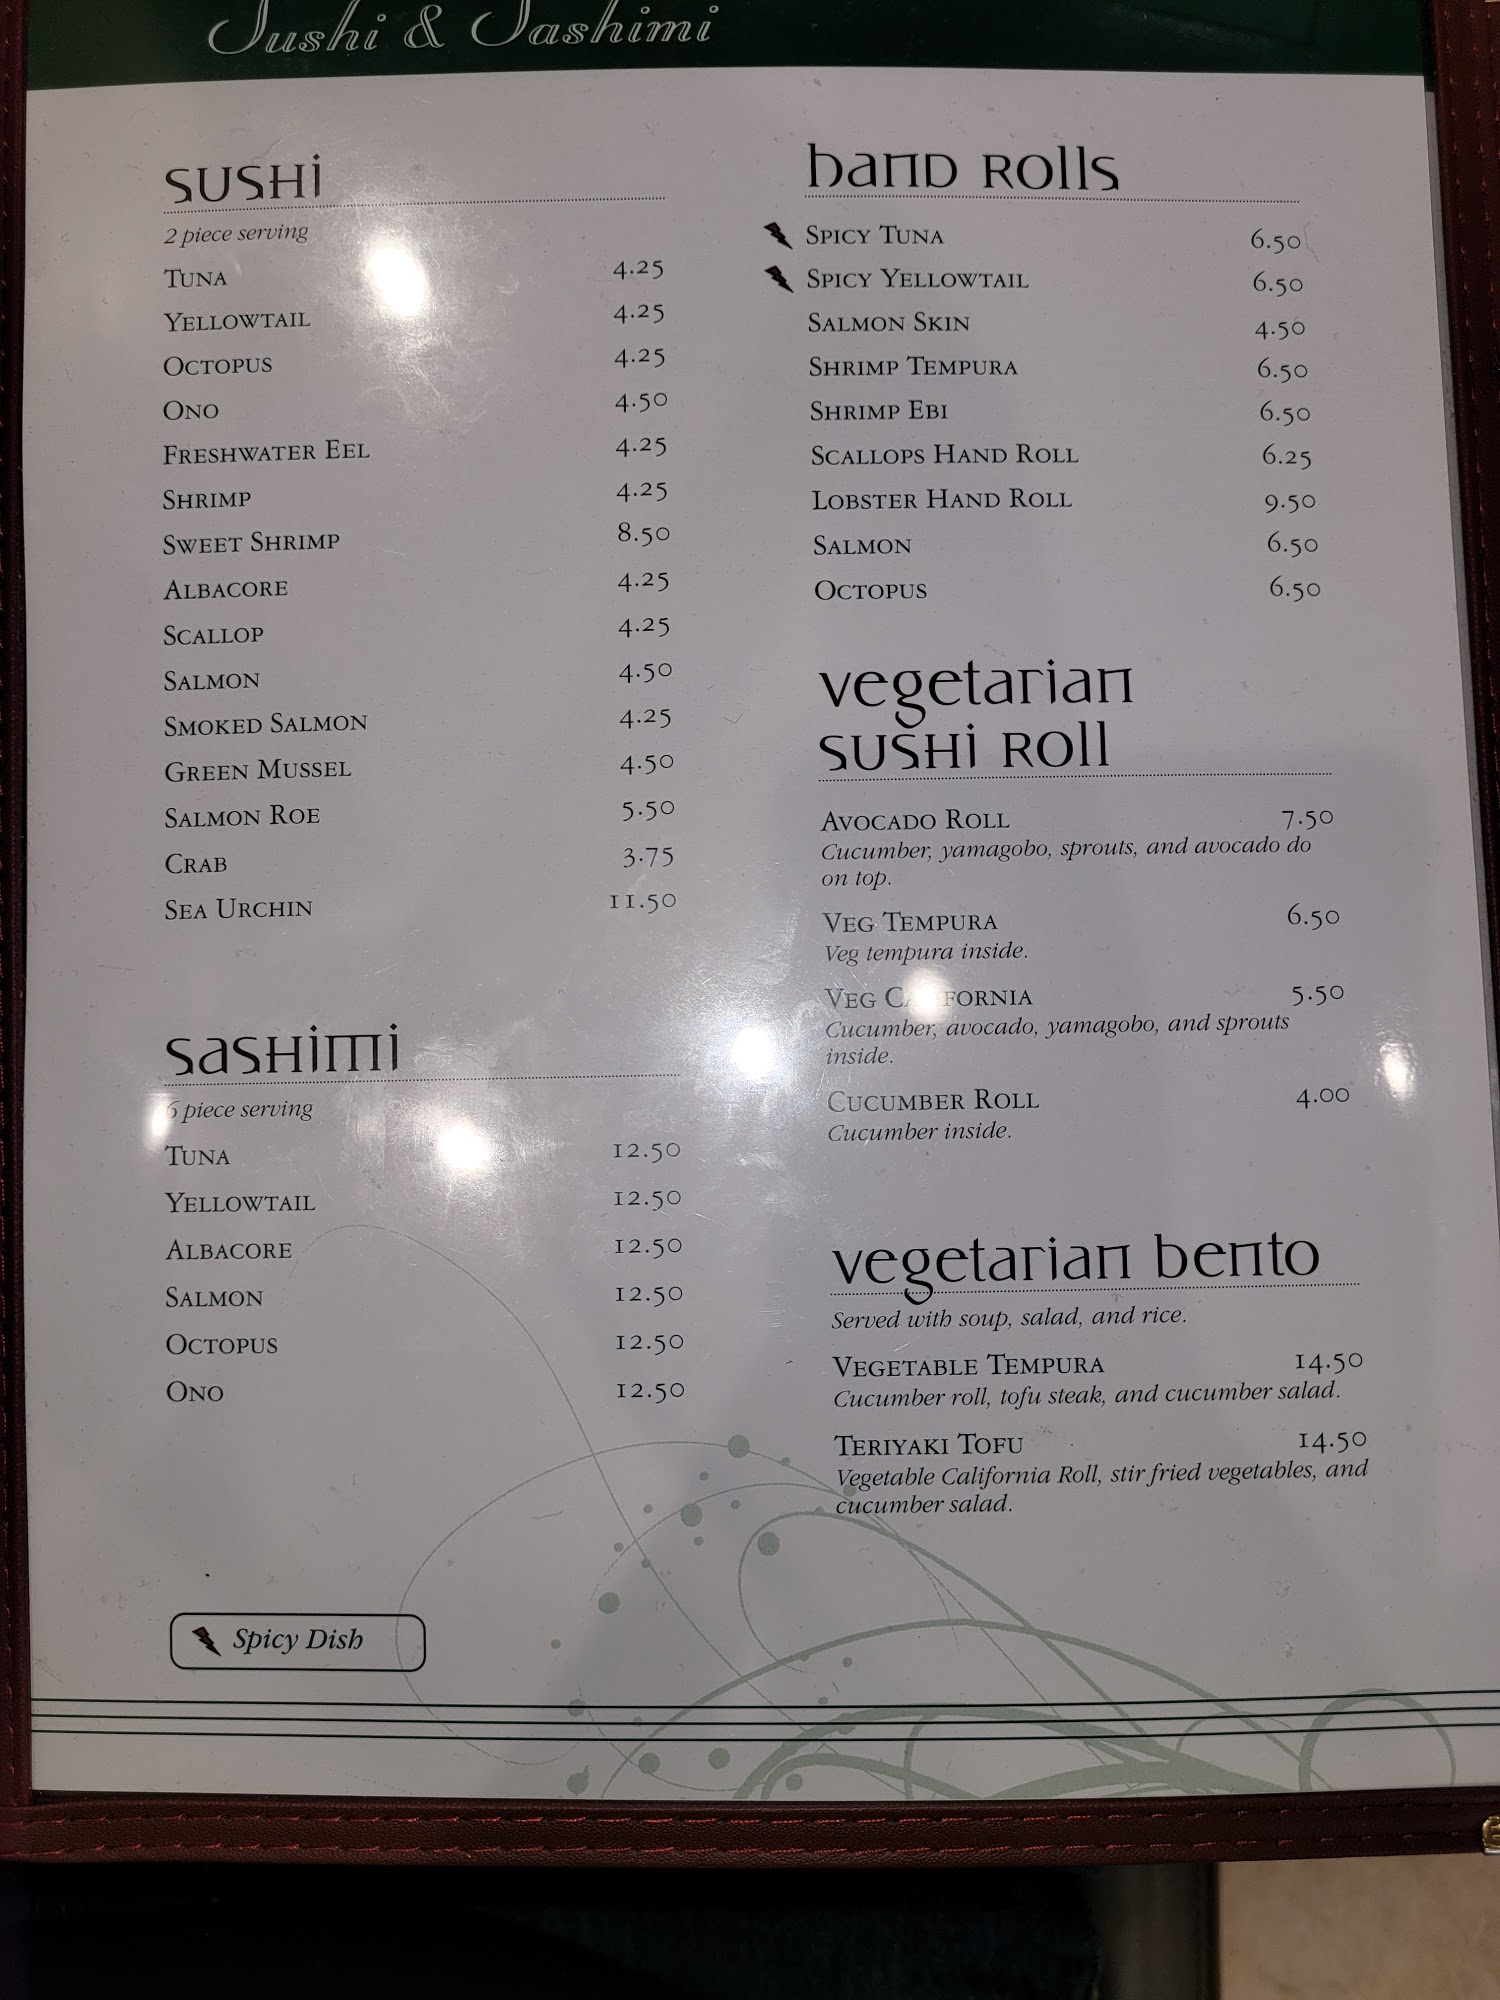 Sushi & Sashimi
SUSHI
2 piece serving
TUNA 4.25
YELLOWTAIL 4.25
OCTOPUS 4.25
ONO 4.50
FRESHWATER EEL 4.25
SHRIMP 4.25
SWEET SHRIMP 8.50
ALBACORE 4.25
SCALLOP 4.25
SALMON 4.50
SMOKED SALMON 4.25
GREEN MUSSEL 4.50
SALMON ROE 5.50
CRAB 3.75
SEA URCHIN 11.50
SASHIMI
6 piece serving
TUNA 12.50
YELLOWTAIL 12.50
ALBACORE 12.50
SALMON 12.50
OCTOPUS 12.50
ONO 12.50
Spicy Dish
HAND ROLLS
SPICY TUNA 6.50
SPICY YELLOWTAIL 6.50
SALMON SKIN 4.50
SHRIMP TEMPURA 6.50
SHRIMP EBI 6.50
SCALLOPS HAND ROLL 6.25
LOBSTER HAND ROLL 9.50
SALMON 6.50
OCTOPUS 6.50
vegetarian
SUSHI ROLL
AVOCADO ROLL 7.50
Cucumber, yamagobo, sprouts, and avocado do
on top.
VEG TEMPURA 6.50
Veg tempura inside.
VEG CALIFORNIA 5.50
Cucumber, avocado, yamagobo, and sprouts
inside.
CUCUMBER ROLL 4.00
Cucumber inside.
vegetarian bento
Served with soup, salad, and rice.
VEGETABLE TEMPURA 14.50
Cucumber roll, tofu steak, and cucumber salad.
TERIYAKI TOFU 14.50
Vegetable California Roll, stir fried vegetables, and
cucumber salad.